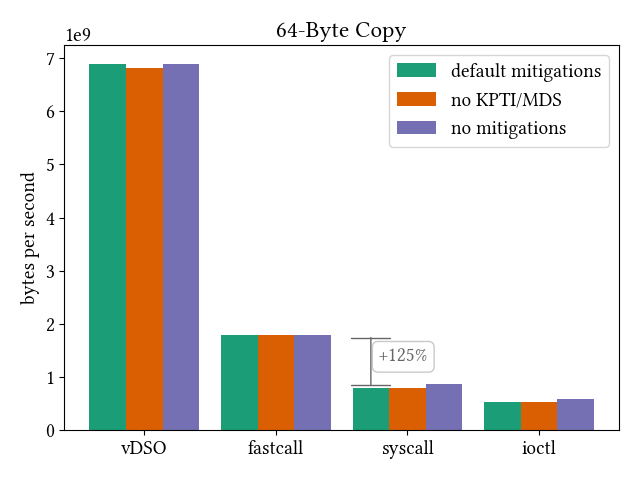 64-Byte Copy
1e9
7
6
5
4
3
2
1
0
bytes per second
default mitigations
no KPTI/MDS
no mitigations
+125%
vDSO
fastcall
syscall
ioctl